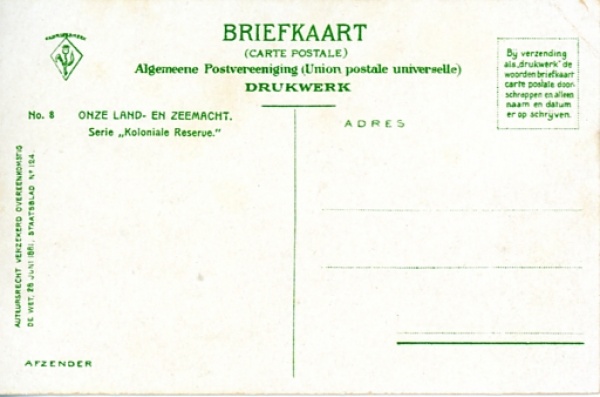 FABRIEKSMERK
BRIEFKAART
(CARTE POSTALE)
Algemeene Postvereeniging (Union postale universelle)
DRUKWERK
Bij verzending
als „drukwerk" de
woorden briefkaart
carte postale door-
schrappen en alleen
naam en datum
er op schrijven.
No. 8 ONZE LAND- EN ZEEMACHT.
Serie „Koloniale Reserve."
ADRES
AUTEURSRECHT VERZEKERD OVEREENKOMSTIG
DE WET, 28 JUNI 1881, STAATSBLAD No 124.
AFZENDER